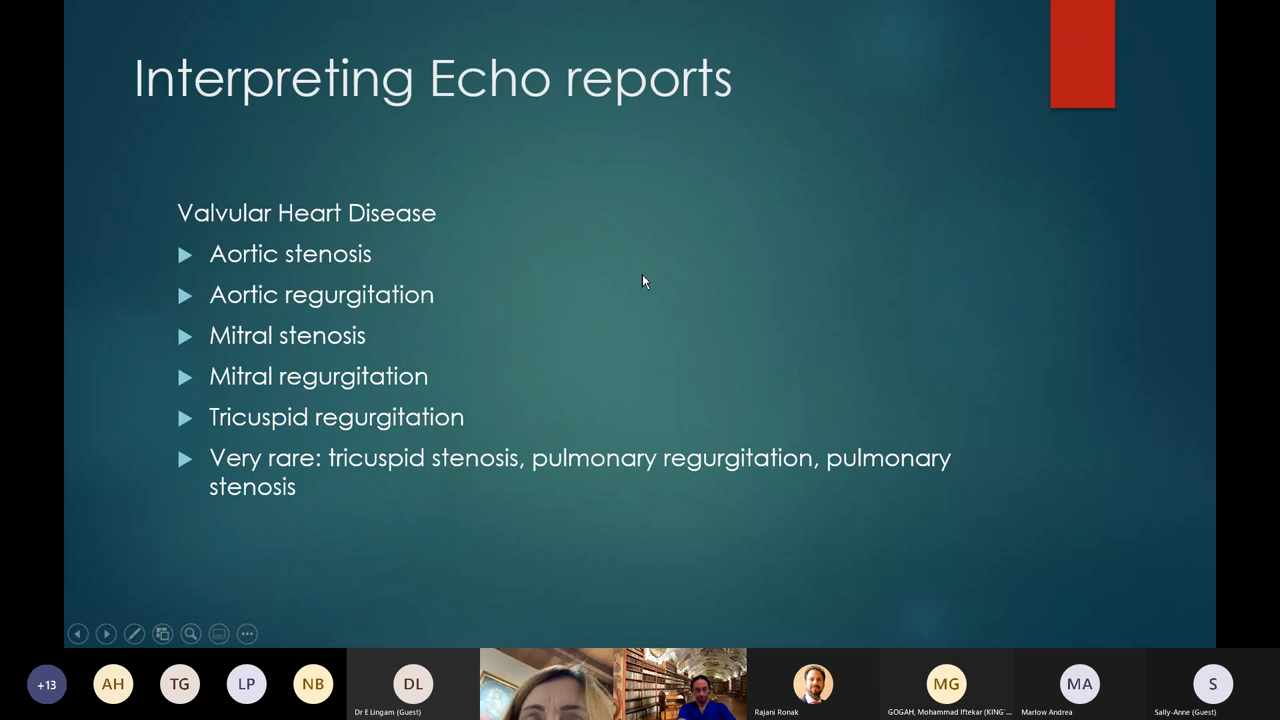 Interpreting Echo reports
Valvular Heart Disease
Aortic stenosis
Aortic regurgitation
Mitral stenosis
Mitral regurgitation
Tricuspid regurgitation
Very rare: tricuspid stenosis, pulmonary regurgitation, pulmonary
stenosis
+13
AH
TG
LP
NB
DL
MG
MA
S
Dr E Lingam (Guest)
Rajani Ronak
GOGAH, Mohammad Iftekar (KING'...
Marlow Andrea
Sally-Anne (Guest)